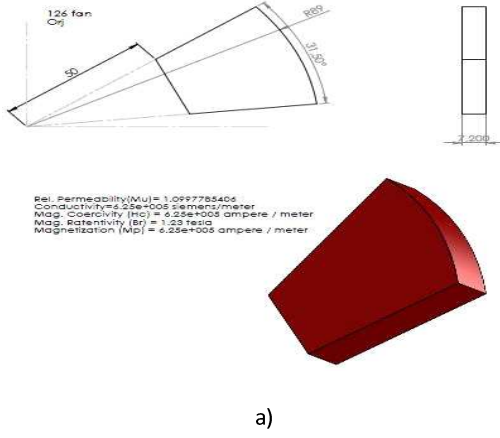 126 fan
Orj
R89
31,50°
50
7.200
Rel. Permeability(Mu)= 1.0997785406
Conductivity=6.25e+005 siemens/meter
Mag. Coercivity (Hc) = 6.25e+005 ampere / meter
Mag. Ratentivity (Br) = 1.23 tesla
Magnetization (Mp) = 6.25e+005 ampere / meter
a)